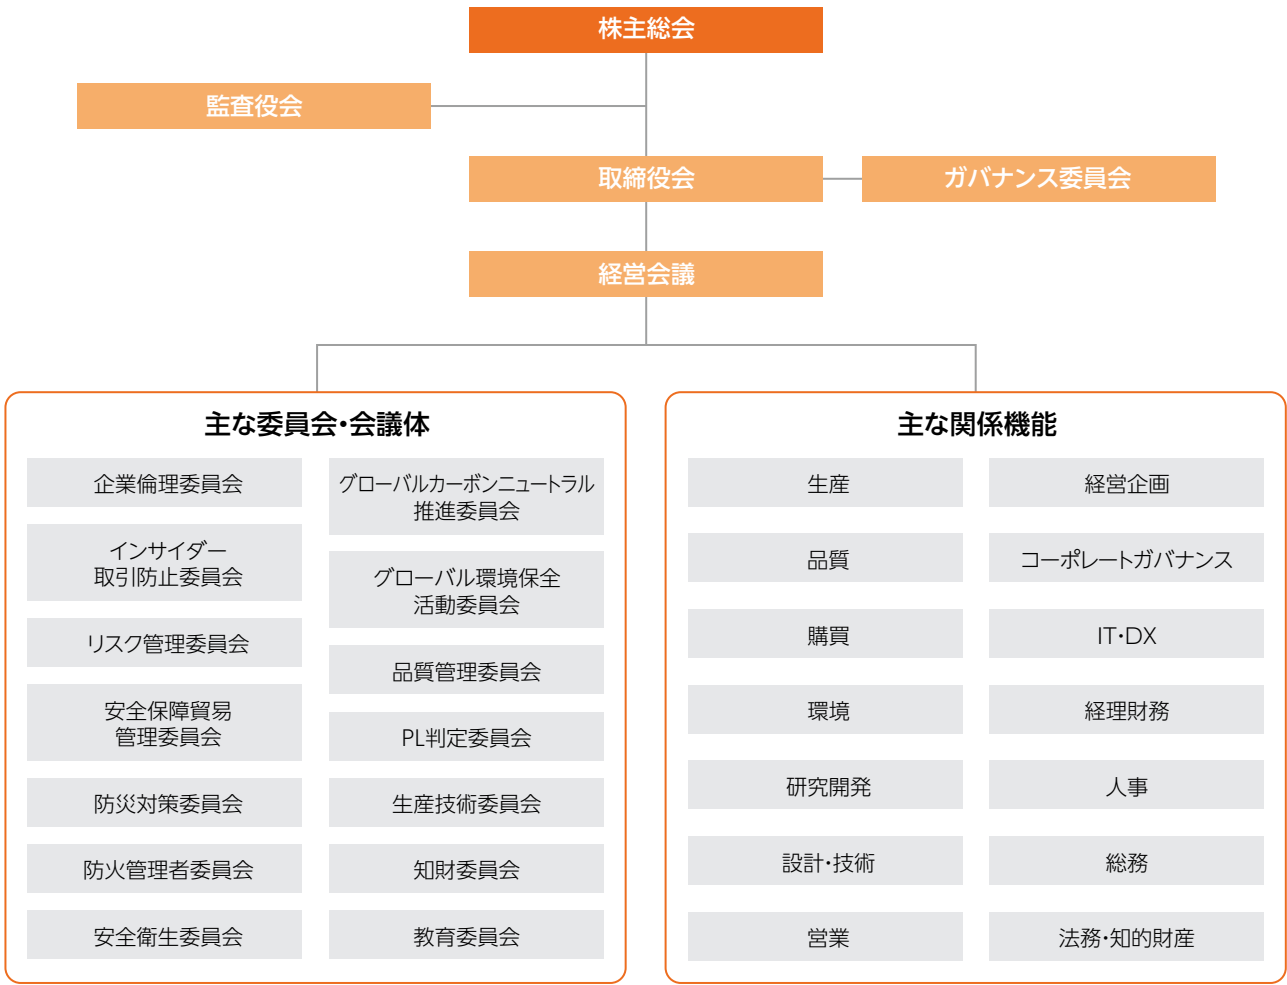 株主総会
監査役会
取締役会
ガバナンス委員会
経営会議
主な委員会・会議体
企業倫理委員会
インサイダー
取引防止委員会
リスク管理委員会
安全保障貿易
管理委員会
防災対策委員会
防火管理者委員会
安全衛生委員会
グローバルカーボンニュートラル
推進委員会
グローバル環境保全
活動委員会
品質管理委員会
PL判定委員会
生産技術委員会
知財委員会
教育委員会
主な関係機能
生産
品質
購買
環境
研究開発
設計・技術
営業
経営企画
コーポレートガバナンス
IT・DX
経理財務
人事
総務
法務・知的財産